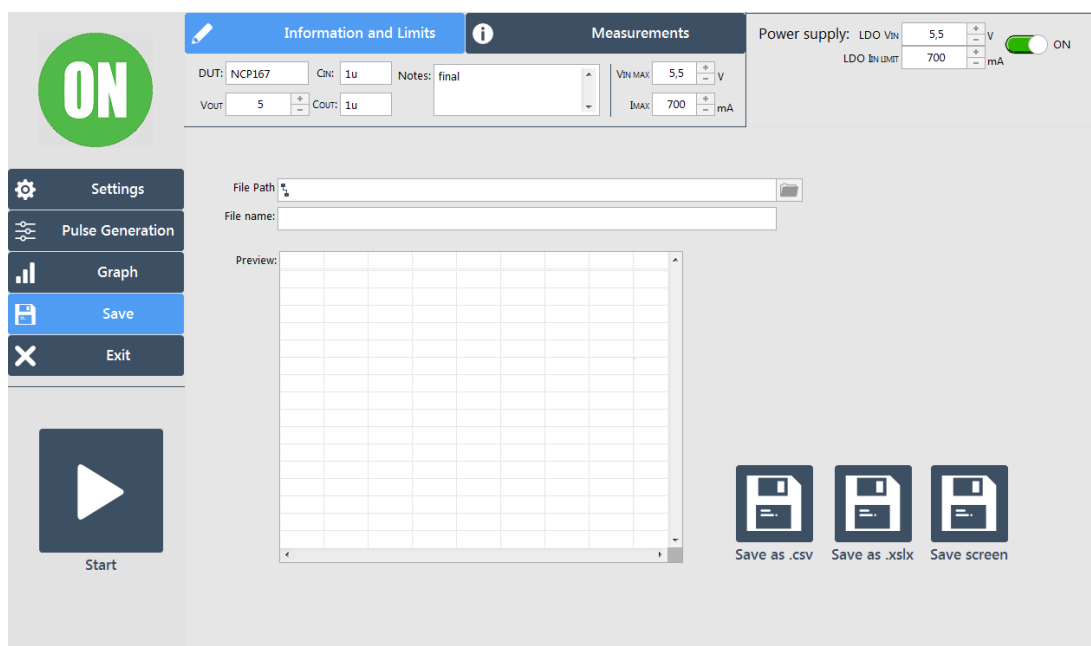 ON
Information and Limits
Measurements
Power supply: LDO VIN 5,5 V ON
LDO IIN LIMIT 700 mA
DUT: NCP167 CIN: 1u Notes: final VIN MAX 5,5 V
VOUT 5 COUT: 1u IMAX 700 mA
Settings
Pulse Generation
Graph
Save
Exit
File Path
File name:
Preview:
Start
Save as .csv Save as .xslx Save screen